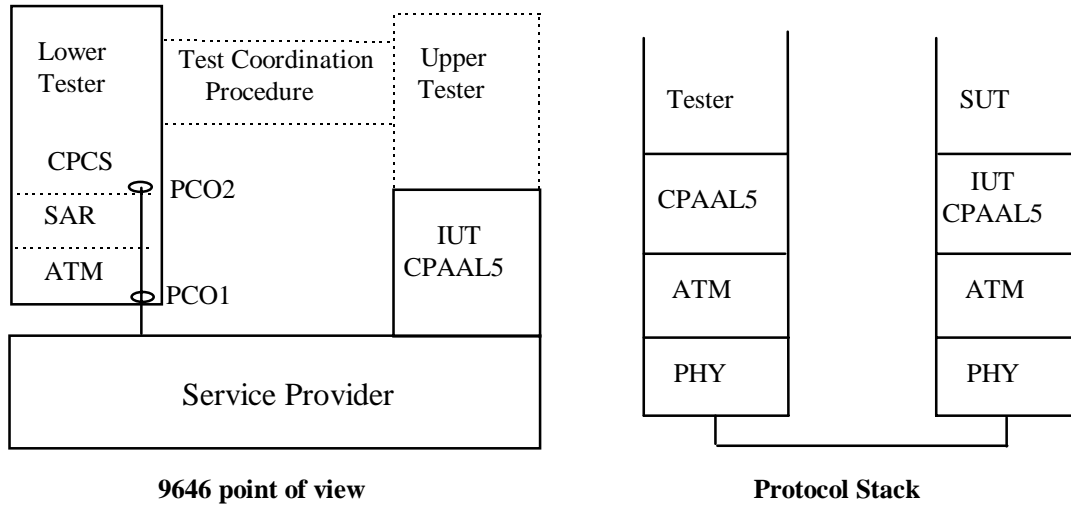 Lower
Tester
Test Coordination
Procedure
Upper
Tester
CPCS
PCO2
SAR
ATM
PCO1
IUT
CPAAL5
Service Provider
9646 point of view
Tester
SUT
CPAAL5
IUT
CPAAL5
ATM
ATM
PHY
PHY
Protocol Stack